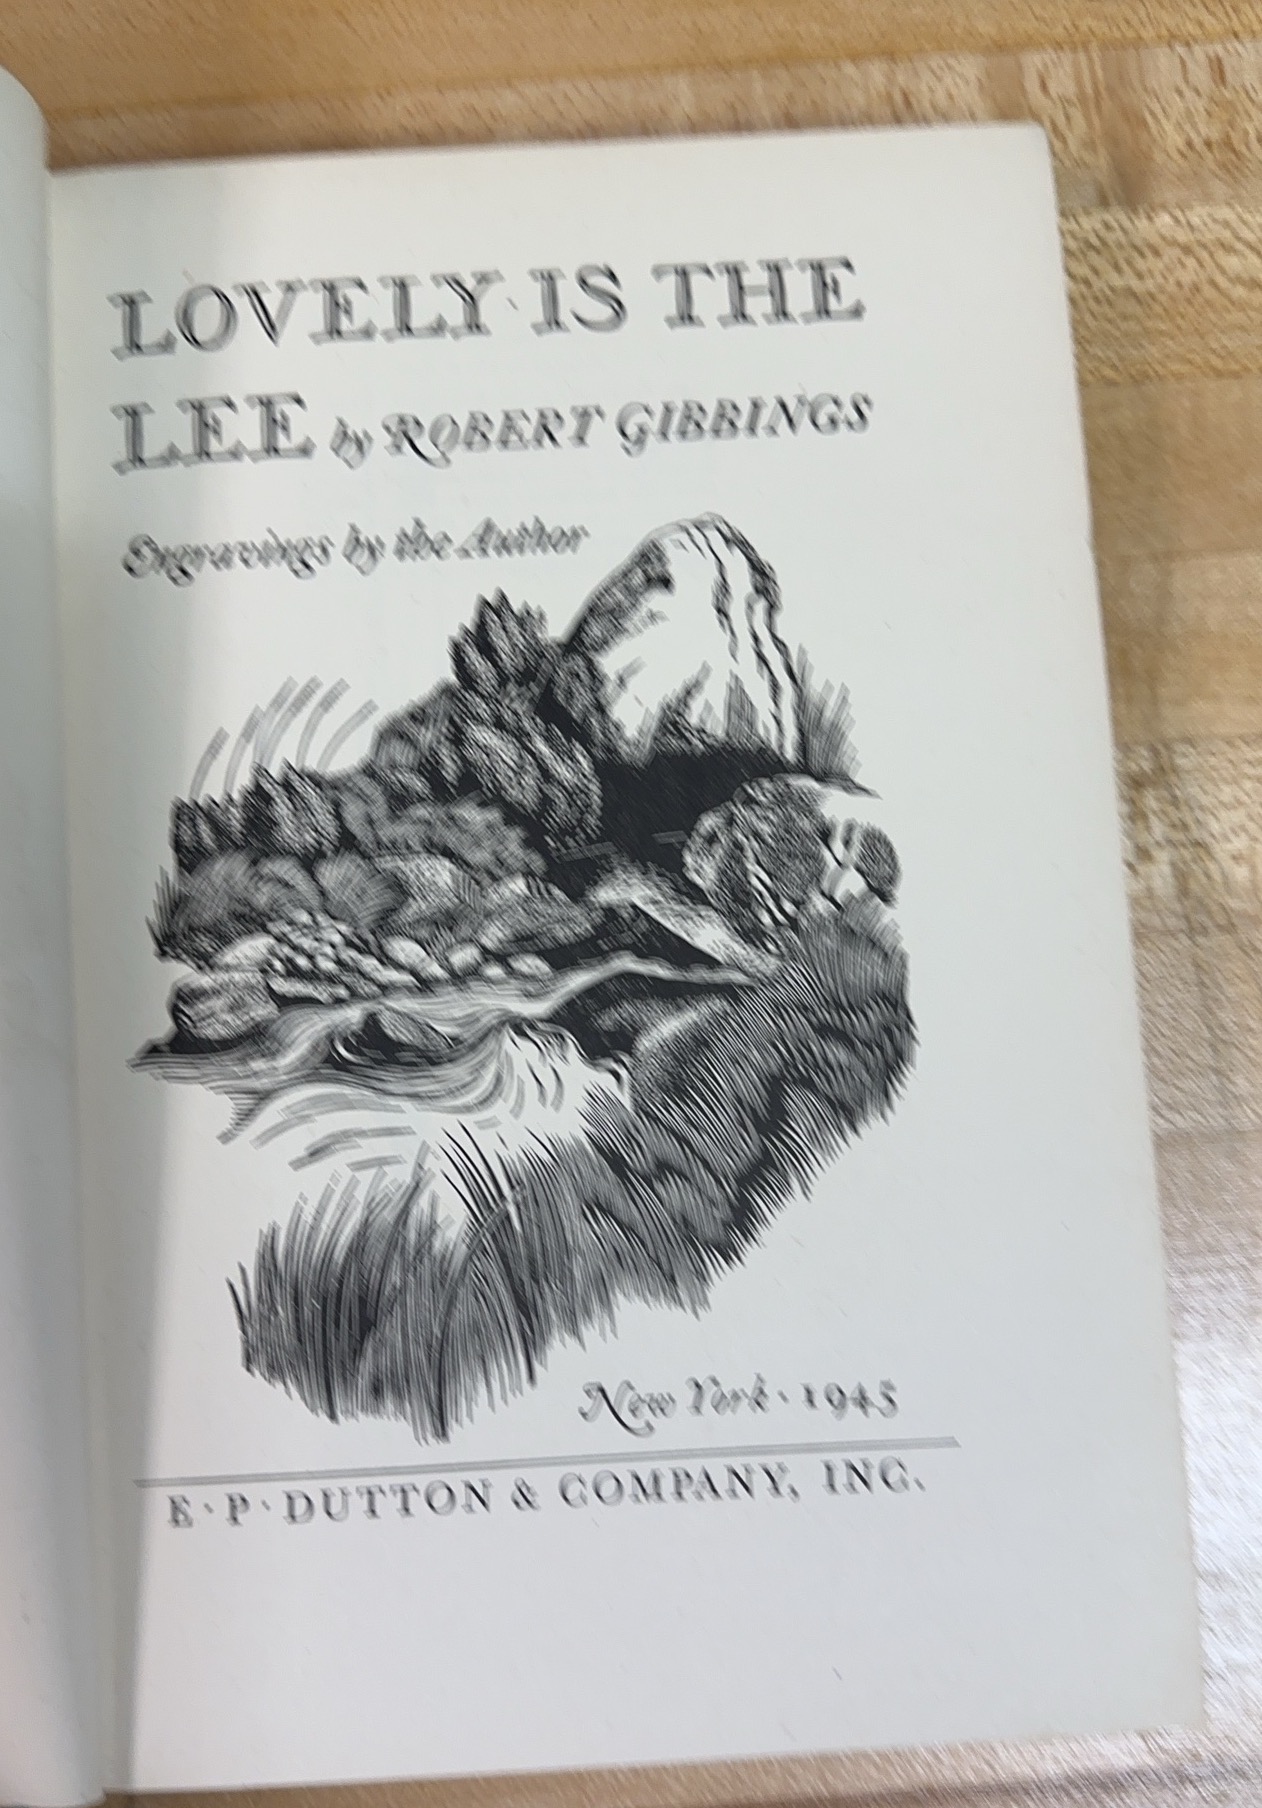 LOVELY IS THE
LEE by ROBERT GIBBINGS
Engravings by the Author
New York · 1945
E · P · DUTTON & COMPANY, INC.